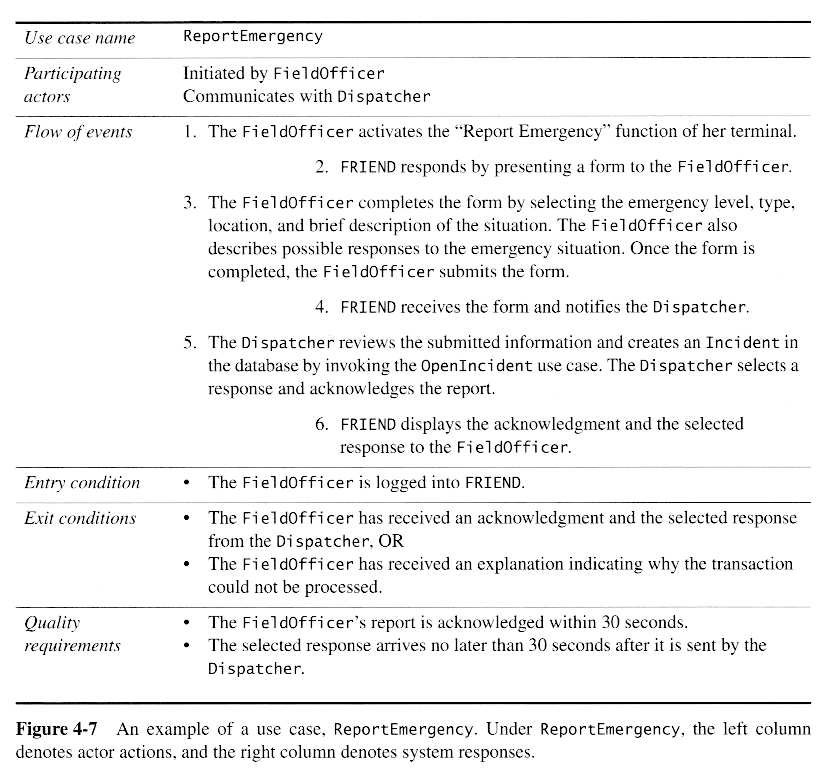 Use case name ReportEmergency
Participating Initiated by FieldOfficer
actors Communicates with Dispatcher
Flow of events 1. The FieldOfficer activates the “Report Emergency” function of her terminal.
2. FRIEND responds by presenting a form to the FieldOfficer.
3. The FieldOfficer completes the form by selecting the emergency level, type,
location, and brief description of the situation. The FieldOfficer also
describes possible responses to the emergency situation. Once the form is
completed, the FieldOfficer submits the form.
4. FRIEND receives the form and notifies the Dispatcher.
5. The Dispatcher reviews the submitted information and creates an Incident in
the database by invoking the OpenIncident use case. The Dispatcher selects a
response and acknowledges the report.
6. FRIEND displays the acknowledgment and the selected
response to the FieldOfficer.
Entry condition • The FieldOfficer is logged into FRIEND.
Exit conditions • The FieldOfficer has received an acknowledgment and the selected response
from the Dispatcher, OR
• The FieldOfficer has received an explanation indicating why the transaction
could not be processed.
Quality • The FieldOfficer’s report is acknowledged within 30 seconds.
requirements • The selected response arrives no later than 30 seconds after it is sent by the
Dispatcher.
Figure 4-7 An example of a use case, ReportEmergency. Under ReportEmergency, the left column
denotes actor actions, and the right column denotes system responses.